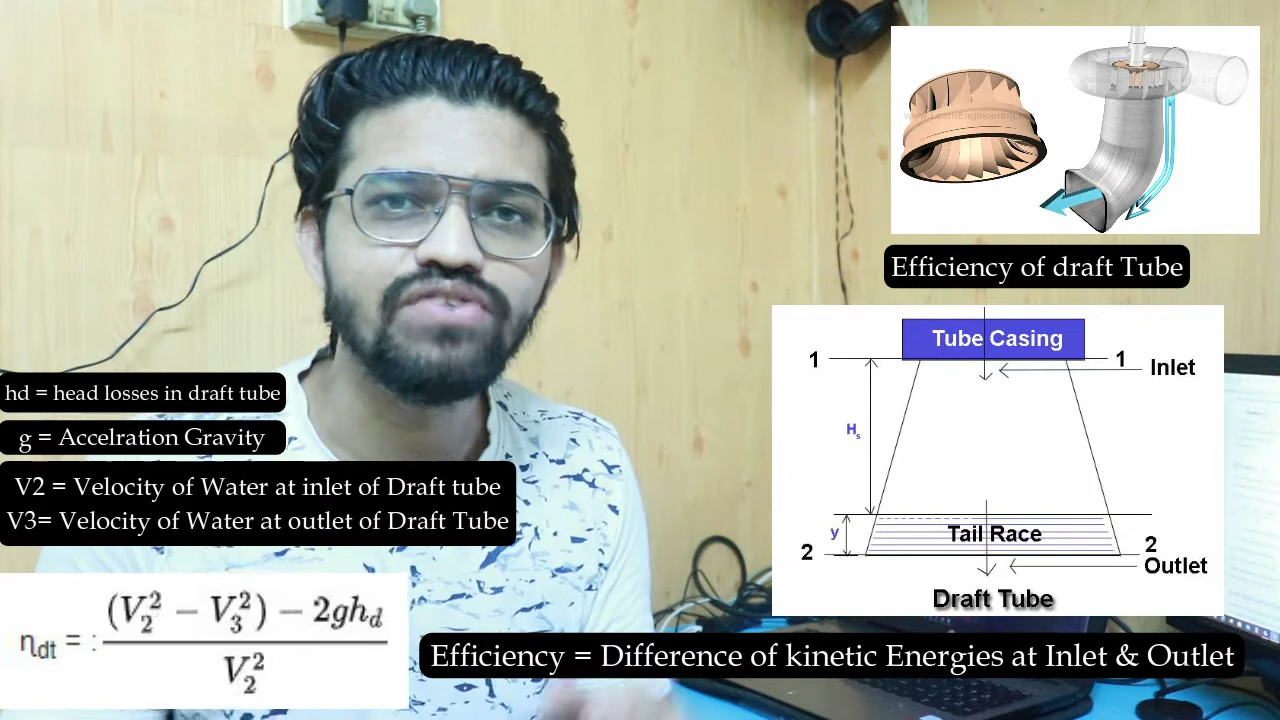 www.LearnEngineering.
Efficiency of draft Tube
Tube Casing
1
1
Inlet
Hs
y
Tail Race
2
2
Outlet
Draft Tube
hd = head losses in draft tube
g = Accelration Gravity
V2 = Velocity of Water at inlet of Draft tube
V3= Velocity of Water at outlet of Draft Tube
ηdt = : (V₂² − V₃²) − 2ghd
V₂²
Efficiency = Difference of kinetic Energies at Inlet & Outlet